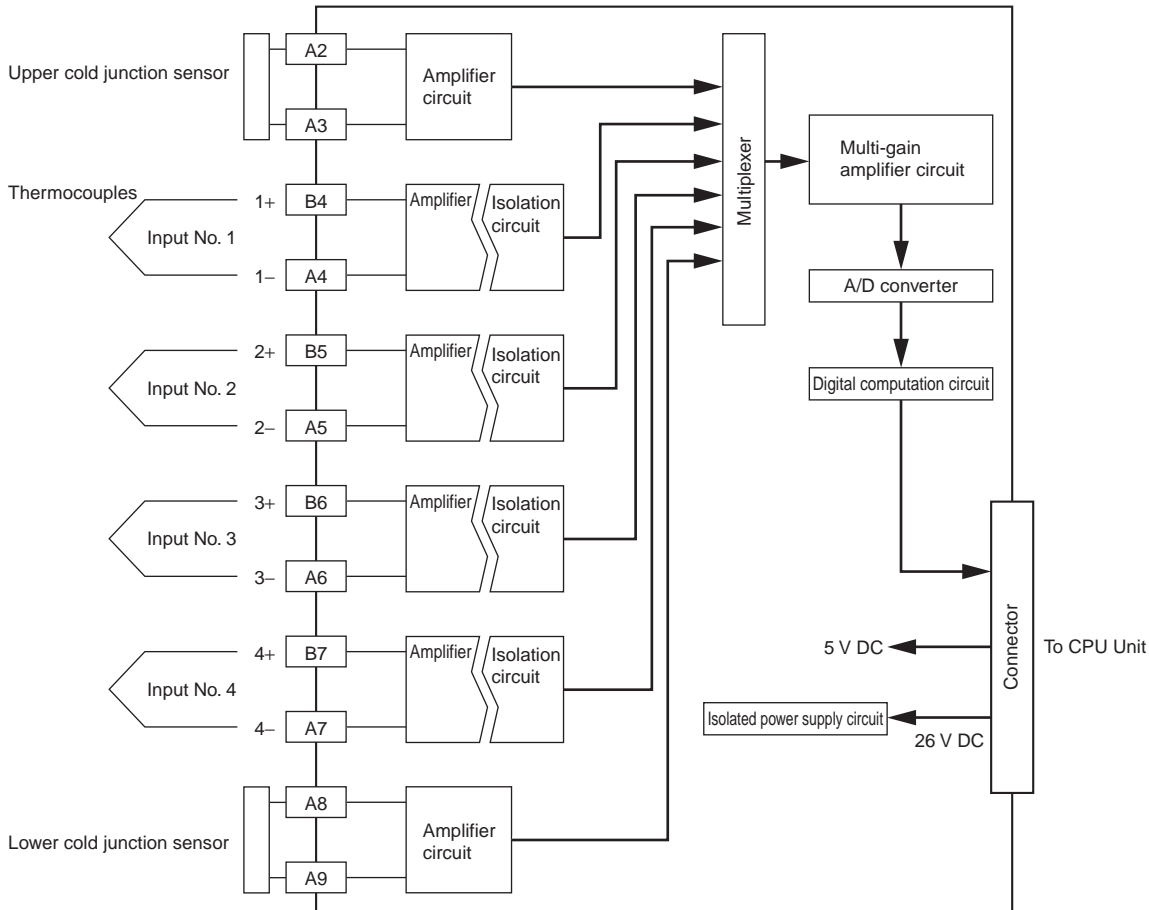 Upper cold junction sensor
A2
A3
Amplifier
circuit
Thermocouples
1+
B4
Input No. 1
1−
A4
Amplifier
Isolation
circuit
2+
B5
Input No. 2
2−
A5
Amplifier
Isolation
circuit
3+
B6
Input No. 3
3−
A6
Amplifier
Isolation
circuit
4+
B7
Input No. 4
4−
A7
Amplifier
Isolation
circuit
Lower cold junction sensor
A8
A9
Amplifier
circuit
Multiplexer
Multi-gain
amplifier circuit
A/D converter
Digital computation circuit
Connector
To CPU Unit
5 V DC
Isolated power supply circuit
26 V DC